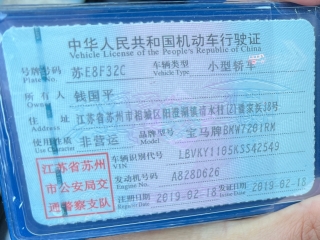 中华人民共和国机动车行驶证
Vehicle License of the People's Republic of China
号牌号码 苏E8F32C 车辆类型 小型轿车
Plate No. Vehicle Type
所有人 钱国平
Owner
住址 江苏省苏州市相城区阳澄湖镇清水村(2)
Address
使用性质 非营运 品牌型号 宝马牌BMW7201RM
Use Character Model
江苏省苏州市公安局交通警察支队
车辆识别代号 LBVKY1105KSS42549
VIN
发动机号码 A828D626
Engine No.
注册日期 2019-02-18 发证日期 2019-02-18
Register Date Issue Date